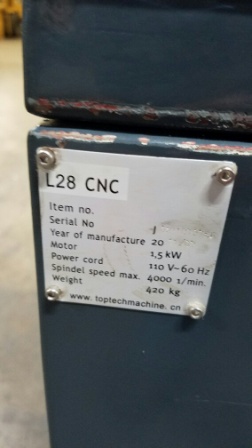 L28 CNC
Item no.
Serial No
Year of manufacture 20
Motor 1,5 kW
Power cord 110 V~60 Hz
Spindel speed max. 4000 1/min.
Weight 420 kg
www.toptechmachine.cn